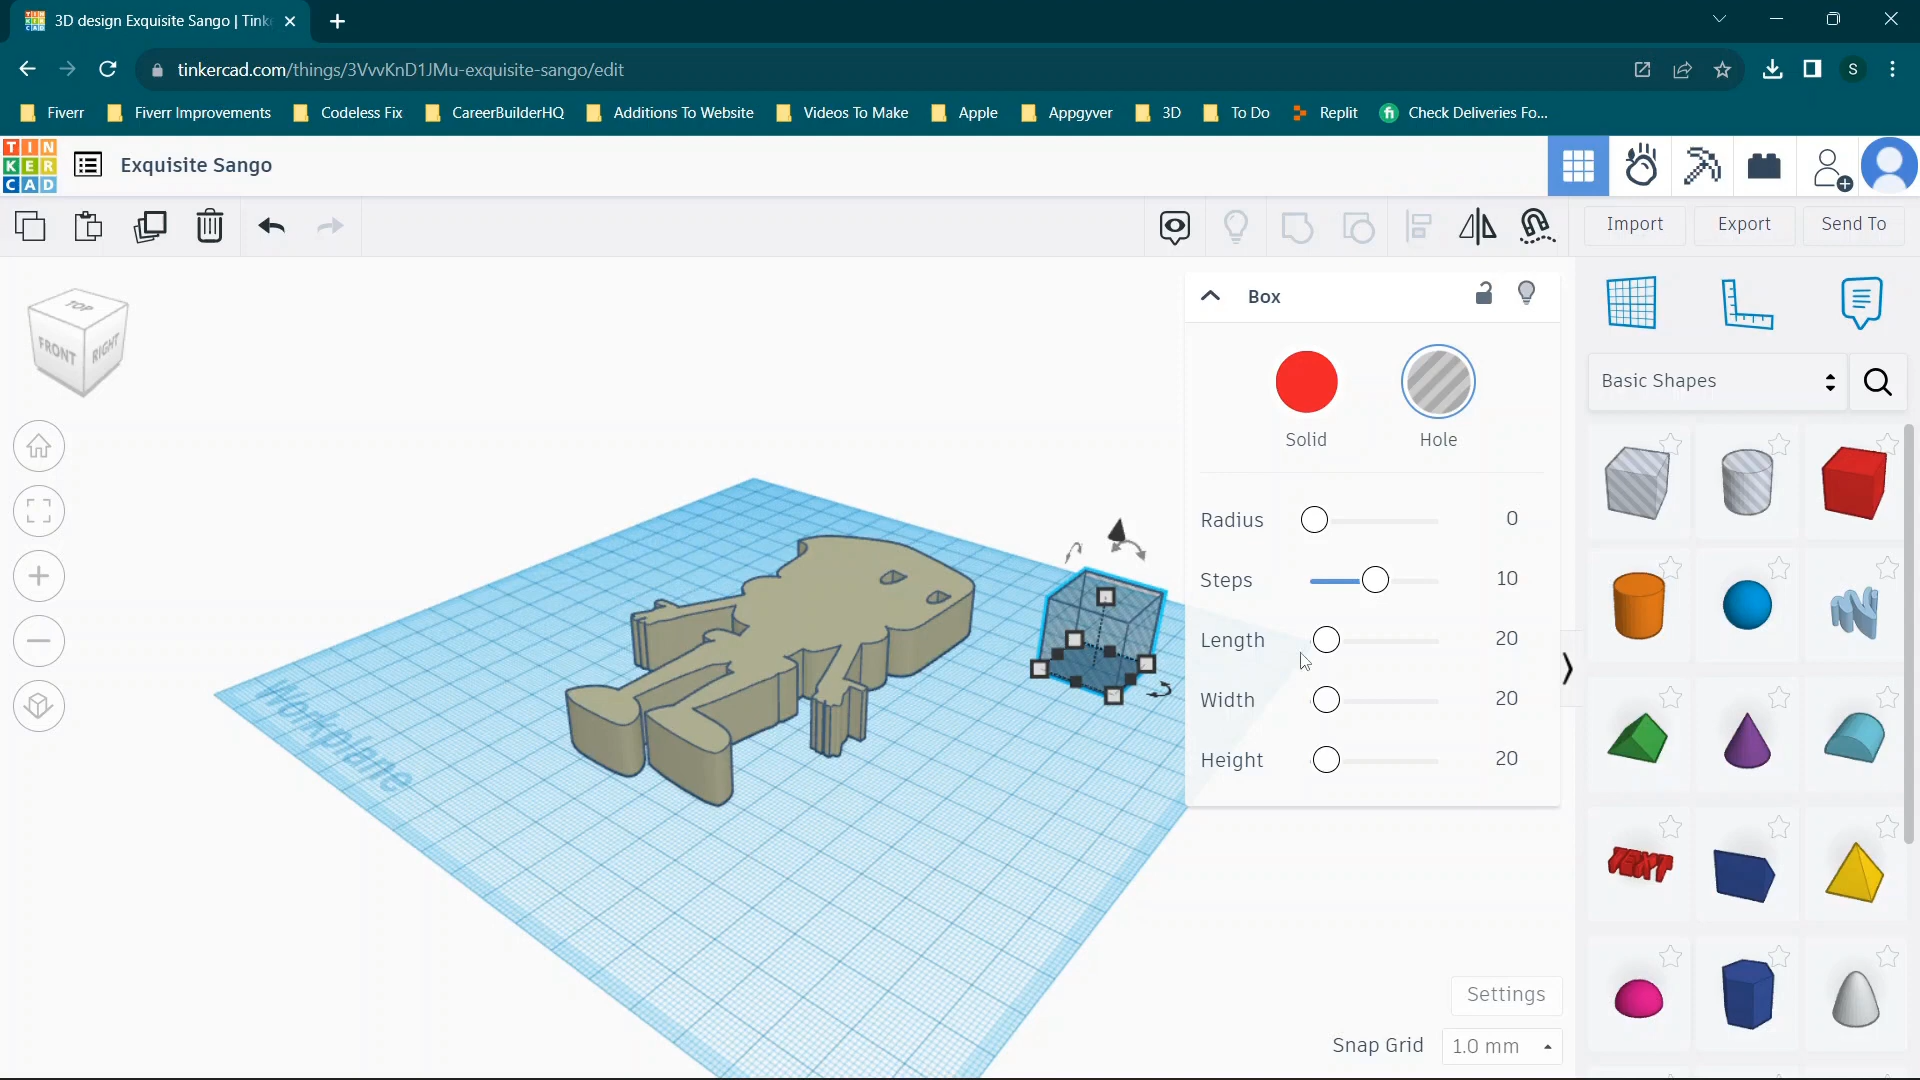 3D design Exquisite Sango | Tink
tinkercad.com/things/3VvvKnD1JMu-exquisite-sango/edit
S
Fiverr
Fiverr Improvements
Codeless Fix
CareerBuilderHQ
Additions To Website
Videos To Make
Apple
Appgyver
3D
To Do
Replit
Check Deliveries Fo...
TIN
KER
CAD
Exquisite Sango
Import
Export
Send To
TOP
FRONT
RIGHT
Box
Solid
Hole
Radius 0
Steps 10
Length 20
Width 20
Height 20
Basic Shapes
TEXT
Workplane
Settings
Snap Grid 1.0 mm